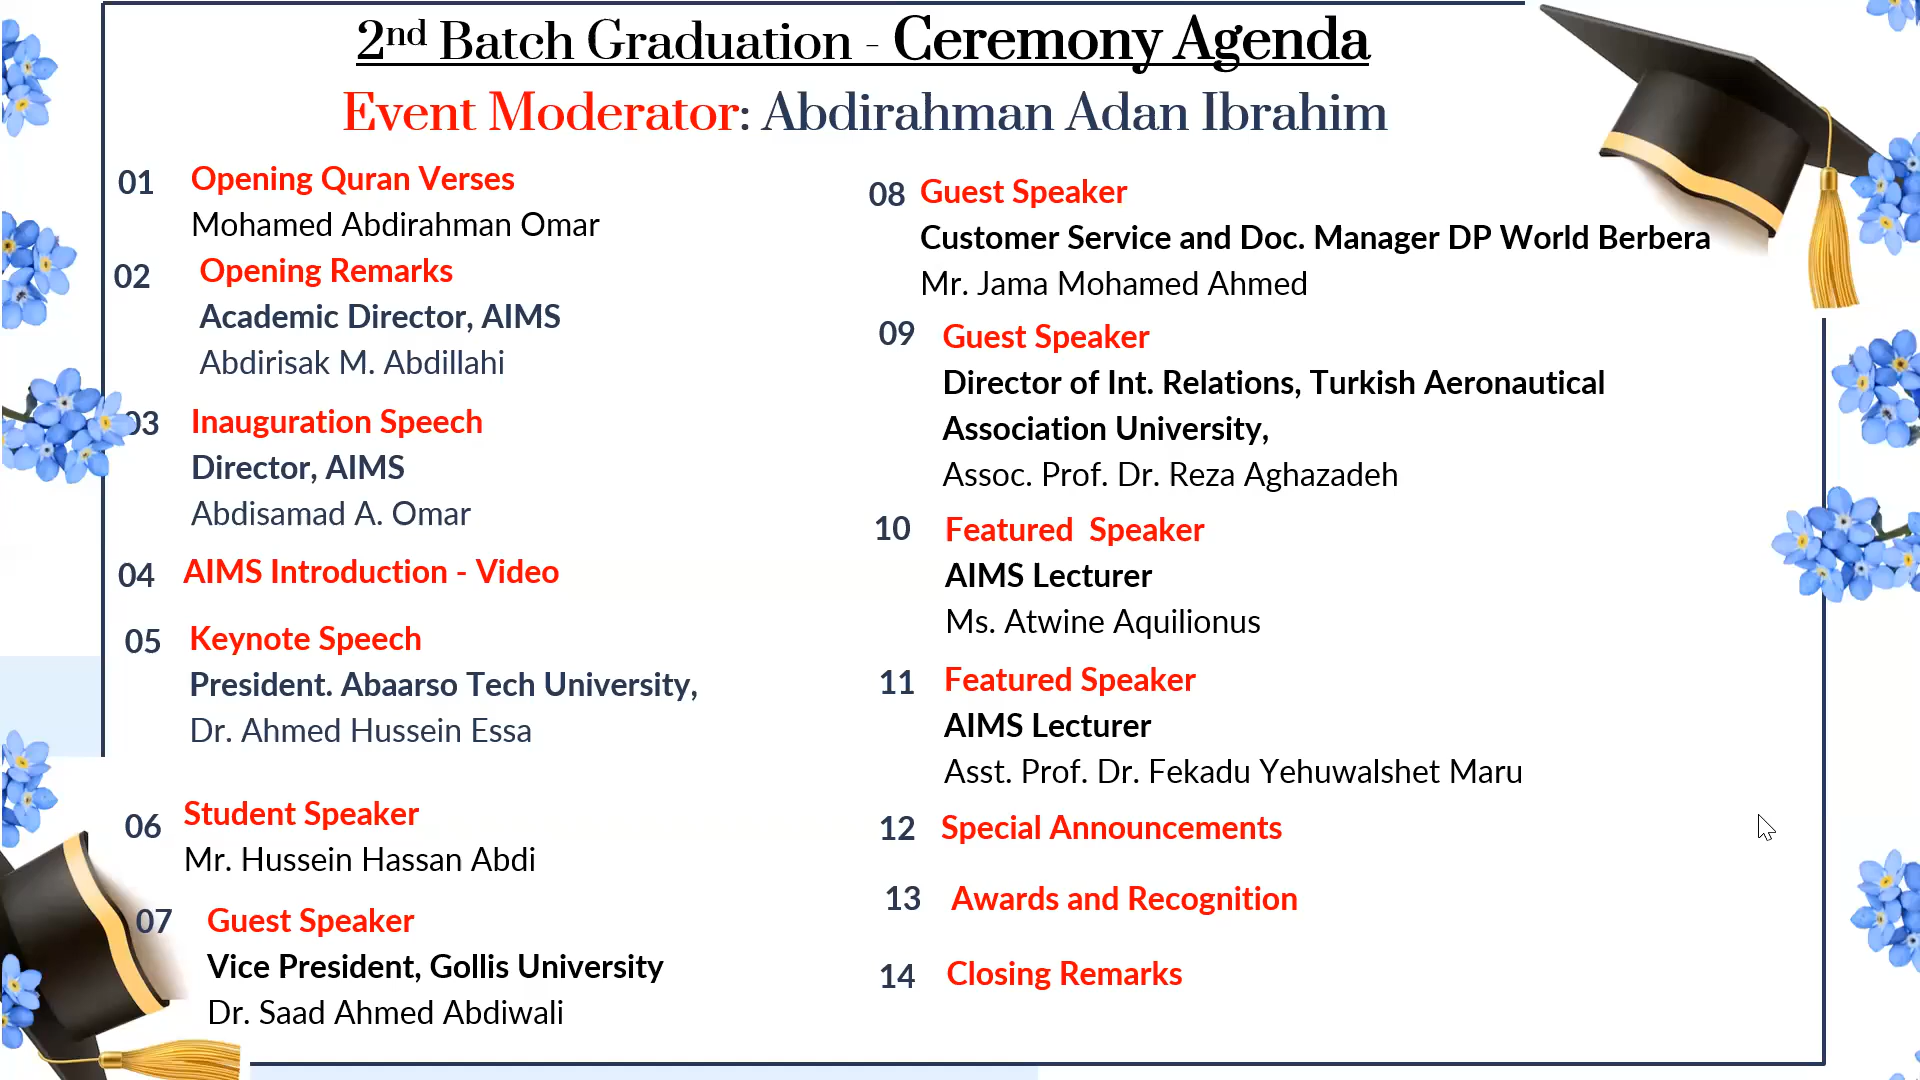 2nd Batch Graduation - Ceremony Agenda
Event Moderator: Abdirahman Adan Ibrahim
01 Opening Quran Verses
Mohamed Abdirahman Omar
02 Opening Remarks
Academic Director, AIMS
Abdirisak M. Abdillahi
03 Inauguration Speech
Director, AIMS
Abdisamad A. Omar
04 AIMS Introduction - Video
05 Keynote Speech
President. Abaarso Tech University,
Dr. Ahmed Hussein Essa
06 Student Speaker
Mr. Hussein Hassan Abdi
07 Guest Speaker
Vice President, Gollis University
Dr. Saad Ahmed Abdiwali
08 Guest Speaker
Customer Service and Doc. Manager DP World Berbera
Mr. Jama Mohamed Ahmed
09 Guest Speaker
Director of Int. Relations, Turkish Aeronautical
Association University,
Assoc. Prof. Dr. Reza Aghazadeh
10 Featured  Speaker
AIMS Lecturer
Ms. Atwine Aquilionus
11 Featured Speaker
AIMS Lecturer
Asst. Prof. Dr. Fekadu Yehuwalshet Maru
12 Special Announcements
13 Awards and Recognition
14 Closing Remarks